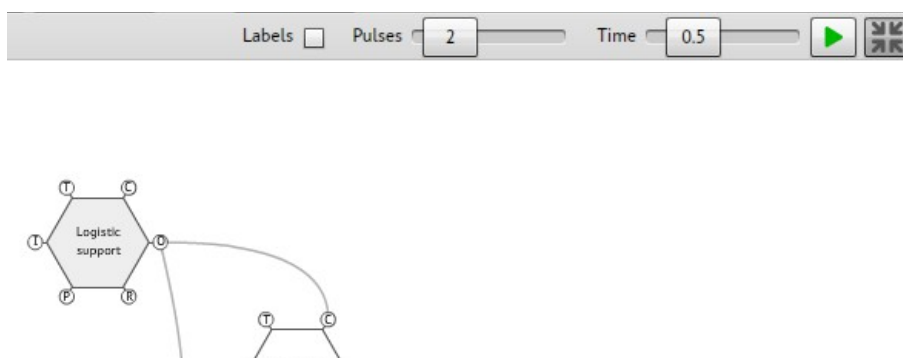 Labels Pulses 2 Time 0.5
T C
Logistic
I O
support
P R
T C